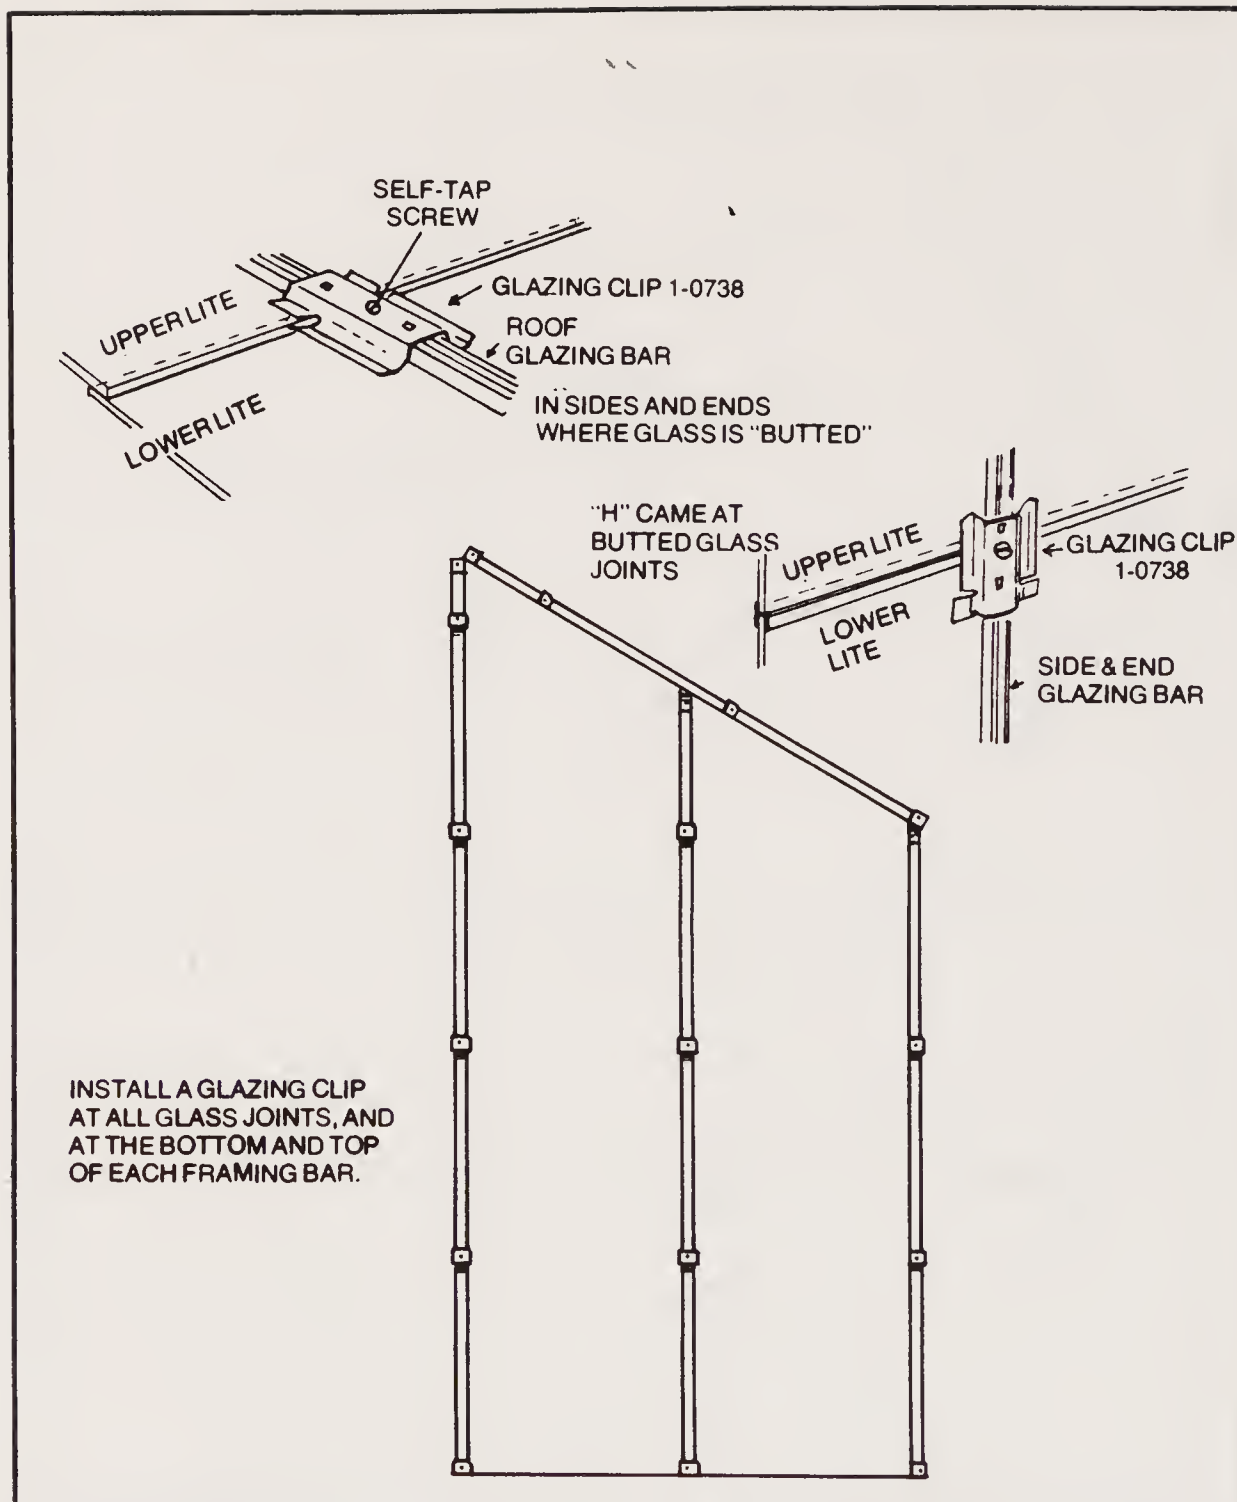 SELF-TAP
SCREW
GLAZING CLIP 1-0738
ROOF
GLAZING BAR
UPPER LITE
LOWER LITE
IN SIDES AND ENDS
WHERE GLASS IS "BUTTED"
"H" CAME AT
BUTTED GLASS
JOINTS
UPPER LITE
LOWER
LITE
GLAZING CLIP
1-0738
SIDE & END
GLAZING BAR
INSTALL A GLAZING CLIP
AT ALL GLASS JOINTS, AND
AT THE BOTTOM AND TOP
OF EACH FRAMING BAR.